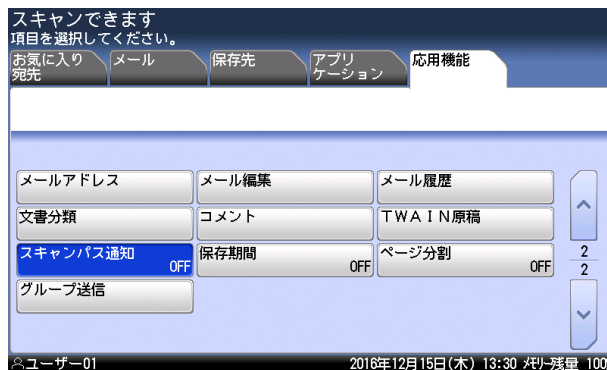 スキャンできます
項目を選択してください。
お気に入り
宛先
メール
保存先
アプリ
ケーション
応用機能
メールアドレス
メール編集
メール履歴
文書分類
コメント
TWAIN原稿
スキャンパス通知
OFF
保存期間
OFF
ページ分割
OFF
2
2
グループ送信
ユーザー01
2016年12月15日(木) 13:30 メモリー残量 100